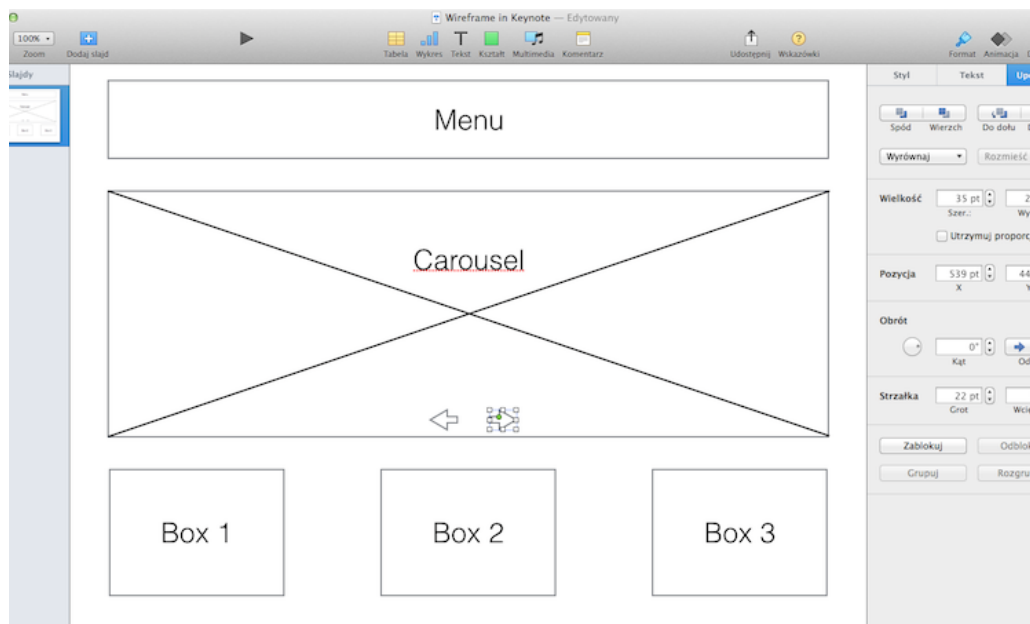 Wireframe in Keynote — Edytowany
100%
Zoom
Dodaj slajd
Tabela Wykres Tekst Kształt Multimedia Komentarz
Udostępnij Wskazówki
Format Animacja
Slajdy
Styl Tekst
Menu
Carousel
Box 1 Box 2 Box 3
Spód Wierzch Do dołu
Wyrównaj Rozmieść
Wielkość 35 pt
Szer.:
Utrzymuj
Pozycja 539 pt
X
Obrót
0°
Kąt
Strzałka 22 pt
Grot
Zablokuj
Grupuj